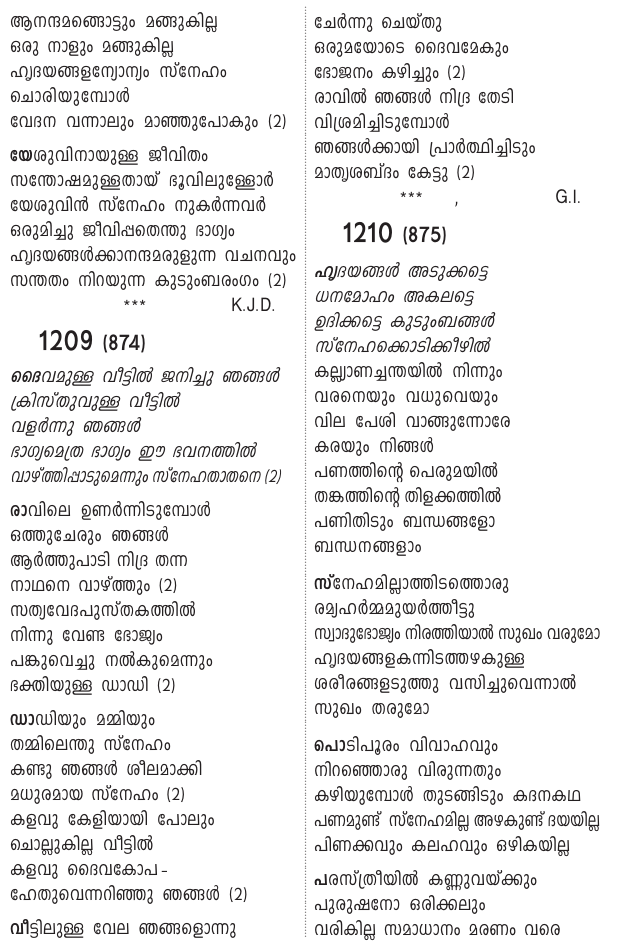 ആനന്ദമങ്ങൊട്ടും മങ്ങുകില്ല
ഒരു നാളും മങ്ങുകില്ല
ഹൃദയങ്ങളന്യോന്യം സ്നേഹം
ചൊരിയുമ്പോൾ
വേദന വന്നാലും മാഞ്ഞുപോകും (2)
യേശുവിനായുള്ള ജീവിതം
സന്തോഷമുള്ളതായ് ഭൂവിലുള്ളോർ
യേശുവിൻ സ്നേഹം നുകർന്നവർ
ഒരുമിച്ചു ജീവിപ്പതെന്തു ഭാഗ്യം
ഹൃദയങ്ങൾക്കാനന്ദമരുളുന്ന വചനവും
സന്തതം നിറയുന്ന കുടുംബരംഗം (2)
*** K.J.D.
1209 (874)
ദൈവമുള്ള വീട്ടിൽ ജനിച്ചു ഞങ്ങൾ
ക്രിസ്തുവുള്ള വീട്ടിൽ
വളർന്നു ഞങ്ങൾ
ഭാഗ്യമെത്ര ഭാഗ്യം ഈ ഭവനത്തിൽ
വാഴ്ത്തിപ്പാടുമെന്നും സ്നേഹതാതനെ (2)
രാവിലെ ഉണർന്നിടുമ്പോൾ
ഒത്തുചേരും ഞങ്ങൾ
ആർത്തുപാടി നിദ്ര തന്ന
നാഥനെ വാഴ്ത്തും (2)
സത്യവേദപുസ്തകത്തിൽ
നിന്നു വേണ്ട ഭോജ്യം
പങ്കുവെച്ചു നൽകുമെന്നും
ഭക്തിയുള്ള ഡാഡി (2)
ഡാഡിയും മമ്മിയും
തമ്മിലെന്തു സ്നേഹം
കണ്ടു ഞങ്ങൾ ശീലമാക്കി
മധുരമായ സ്നേഹം (2)
കളവു കേളിയായി പോലും
ചൊല്ലുകില്ല വീട്ടിൽ
കളവു ദൈവകോപ-
ഹേതുവെന്നറിഞ്ഞു ഞങ്ങൾ (2)
വീട്ടിലുള്ള വേല ഞങ്ങളൊന്നു
ചേർന്നു ചെയ്തു
ഒരുമയോടെ ദൈവമേകും
ഭോജനം കഴിച്ചും (2)
രാവിൽ ഞങ്ങൾ നിദ്ര തേടി
വിശ്രമിച്ചിടുമ്പോൾ
ഞങ്ങൾക്കായി പ്രാർത്ഥിച്ചിടും
മാതൃശബ്ദം കേട്ടു (2)
*** , G.I.
1210 (875)
ഹൃദയങ്ങൾ അടുക്കട്ടെ
ധനമോഹം അകലട്ടെ
ഉദിക്കട്ടെ കുടുംബങ്ങൾ
സ്നേഹക്കൊടിക്കീഴിൽ
കല്ല്യാണച്ചന്തയിൽ നിന്നും
വരനെയും വധുവെയും
വില പേശി വാങ്ങുന്നോരേ
കരയും നിങ്ങൾ
പണത്തിന്റെ പെരുമയിൽ
തങ്കത്തിന്റെ തിളക്കത്തിൽ
പണിതിടും ബന്ധങ്ങളോ
ബന്ധനങ്ങളാം
സ്നേഹമില്ലാത്തിടത്തൊരു
രമ്യഹർമ്മമുയർത്തീട്ടു
സ്വാദുഭോജ്യം നിരത്തിയാൽ സുഖം വരുമോ
ഹൃദയങ്ങളകന്നിടത്തഴകുള്ള
ശരീരങ്ങളടുത്തു വസിച്ചുവെന്നാൽ
സുഖം തരുമോ
പൊടിപൂരം വിവാഹവും
നിറഞ്ഞൊരു വിരുന്നതും
കഴിയുമ്പോൾ തുടങ്ങിടും കദനകഥ
പണമുണ്ട് സ്നേഹമില്ല അഴകുണ്ട് ദയയില്ല
പിണക്കവും കലഹവും ഒഴികയില്ല
പരസ്ത്രീയിൽ കണ്ണുവയ്ക്കും
പുരുഷനോ ഒരിക്കലും
വരികില്ല സമാധാനം മരണം വരെ